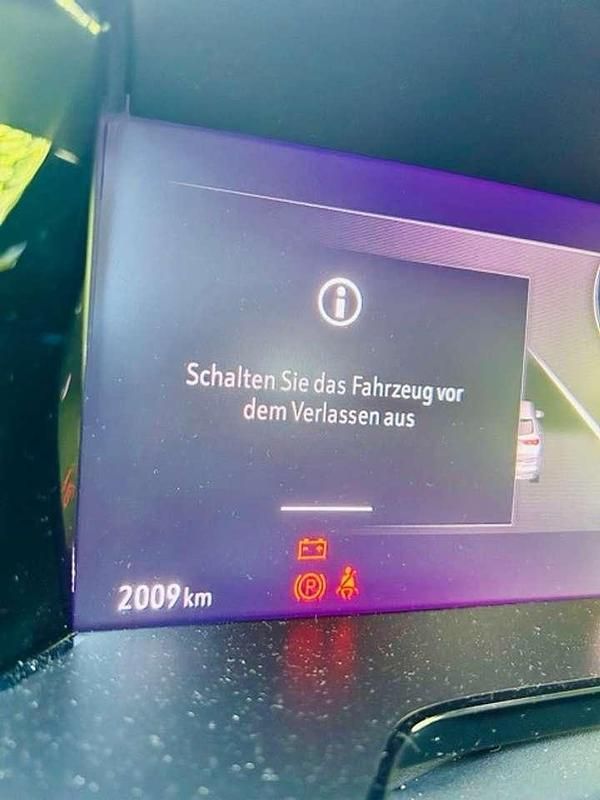 Schalten Sie das Fahrzeug vor
dem Verlassen aus
P
2009 km